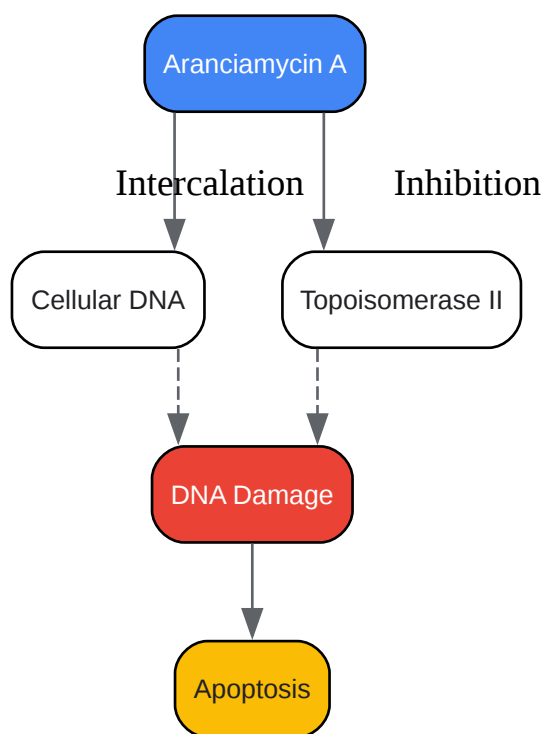 Aranciamycin A
Intercalation
Inhibition
Cellular DNA
Topoisomerase II
DNA Damage
Apoptosis